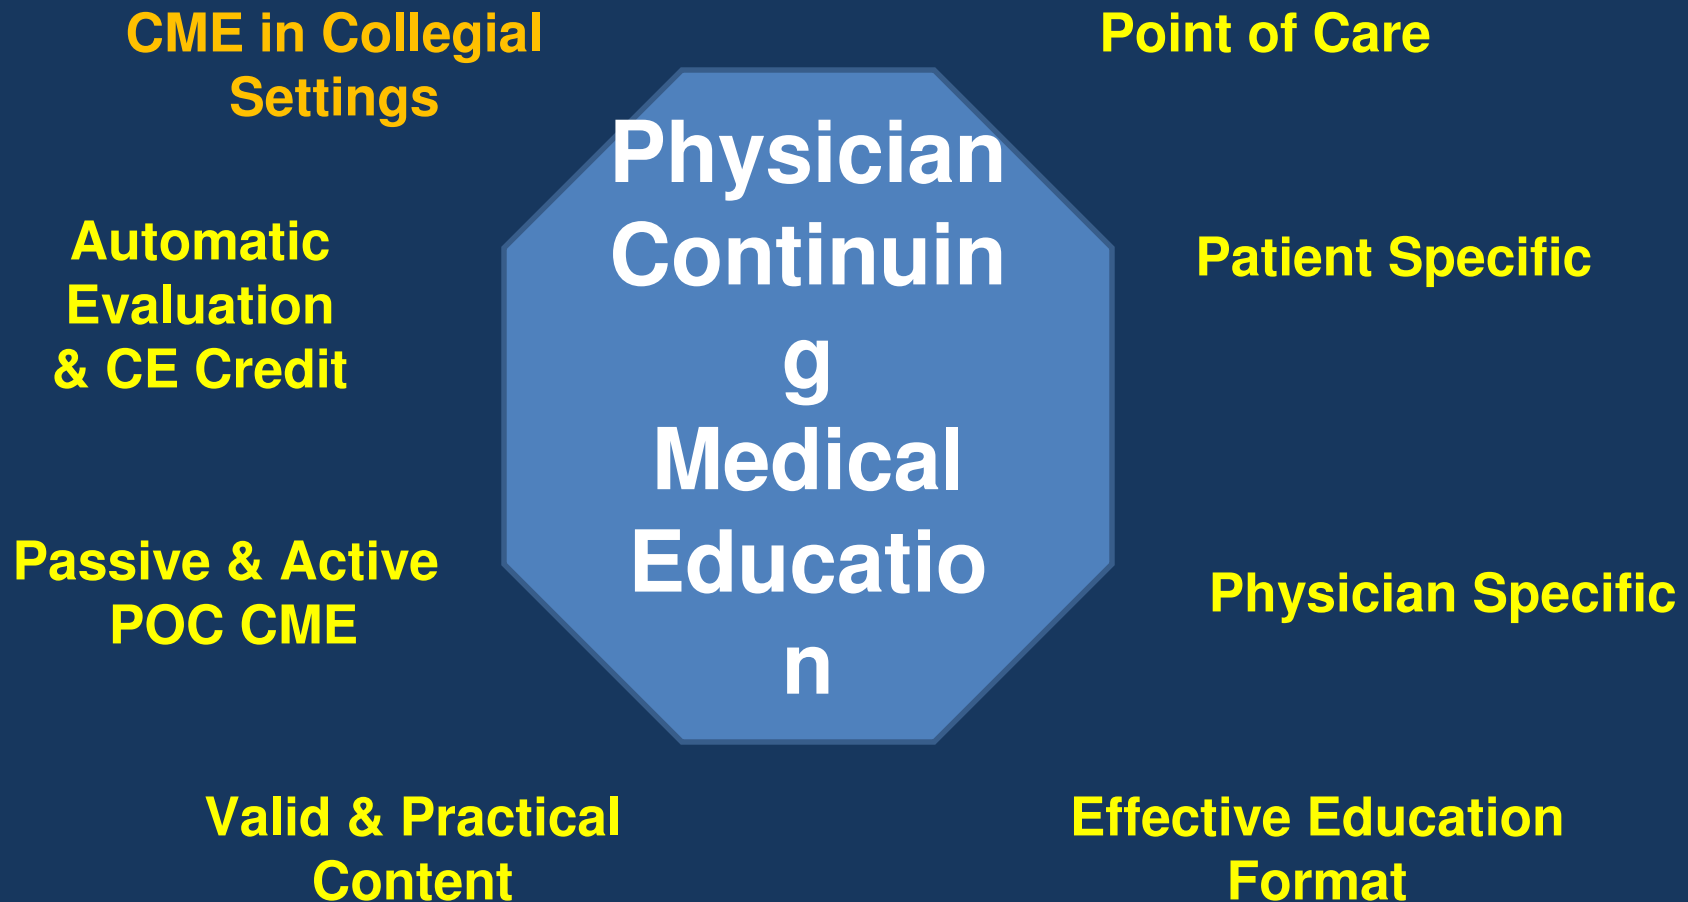 CME in Collegial
Settings
Point of Care
Physician
Continuin
g
Medical
Educatio
n
Automatic
Evaluation
& CE Credit
Patient Specific
Passive & Active
POC CME
Physician Specific
Valid & Practical
Content
Effective Education
Format